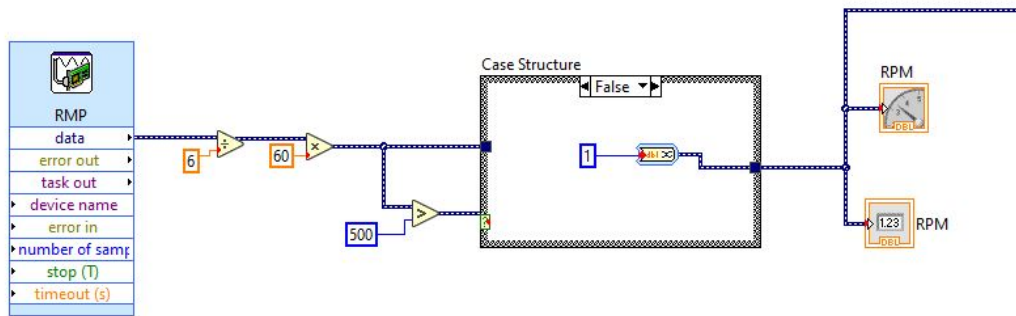 Case Structure
False
RPM
DBL
RMP
data
error out
task out
device name
error in
number of samp
stop (T)
timeout (s)
6
60
500
1
dbl
1.23
DBL
RPM